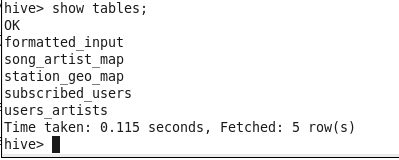 hive> show tables;
OK
formatted_input
song_artist_map
station_geo_map
subscribed_users
users_artists
Time taken: 0.115 seconds, Fetched: 5 row(s)
hive>